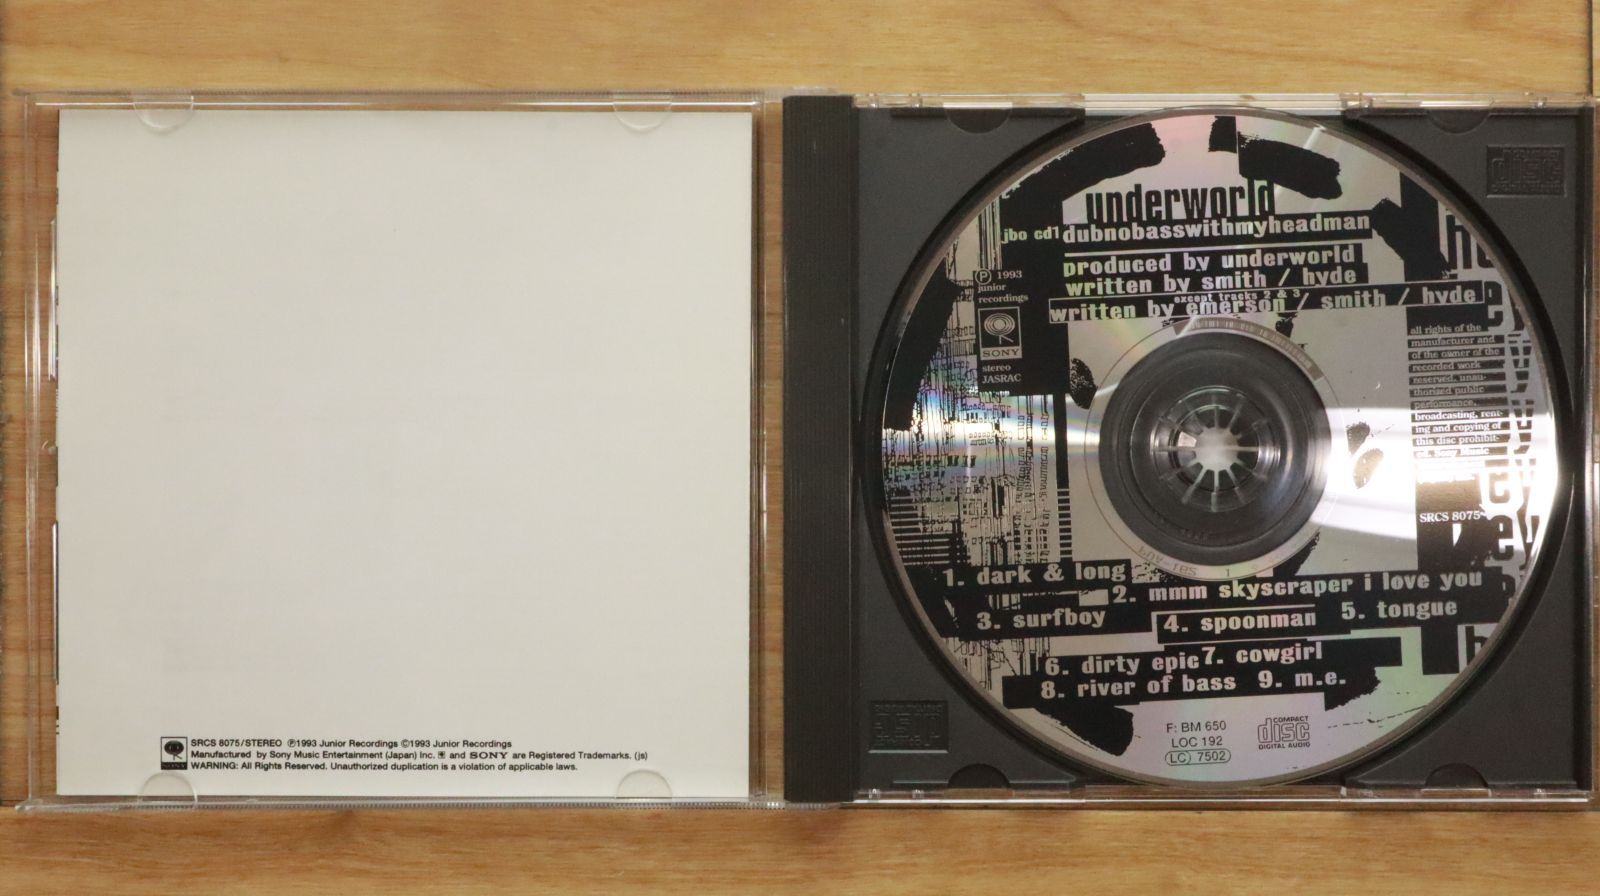 SONY
SRCS 8075/STEREO ℗1993 Junior Recordings ©1993 Junior Recordings
Manufactured by Sony Music Entertainment (Japan) Inc. and SONY are Registered Trademarks. (js)
WARNING: All Rights Reserved. Unauthorized duplication is a violation of applicable laws.
underworld
jbo cd1 dubnobasswithmyheadman
produced by underworld
written by smith / hyde
except tracks 2 & 3
written by emerson / smith / hyde
℗ 1993
junior
recordings
SONY
stereo
JASRAC
all rights of the
manufacturer and
of the owner of the
recorded work
reserved, unau-
thorized public
performance,
broadcasting, rent-
ing and copying of
this disc prohibit-
ed. Sony Music
SRCS 8075
1. dark & long
2. mmm skyscraper i love you
3. surfboy
4. spoonman
5. tongue
6. dirty epic
7. cowgirl
8. river of bass
9. m.e.
F: BM 650
LOC 192
LC 7502
COMPACT
disc
DIGITAL AUDIO